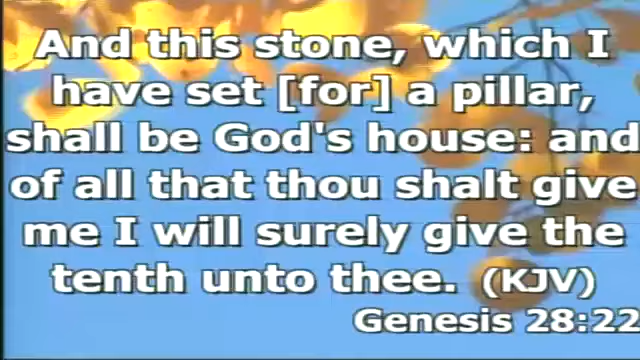 And this stone, which I
have set [for] a pillar,
shall be God's house: and
of all that thou shalt give
me I will surely give the
tenth unto thee. (KJV)
Genesis 28:22